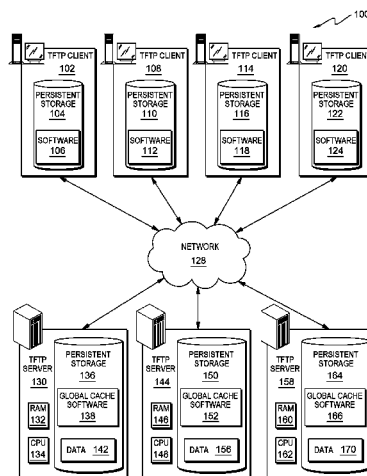 100
TFTP CLIENT
102
PERSISTENT
STORAGE
104
SOFTWARE
106
TFTP CLIENT
108
PERSISTENT
STORAGE
110
SOFTWARE
112
TFTP CLIENT
114
PERSISTENT
STORAGE
116
SOFTWARE
118
TFTP CLIENT
120
PERSISTENT
STORAGE
122
SOFTWARE
124
NETWORK
128
TFTP
SERVER
130
RAM
132
CPU
134
PERSISTENT
STORAGE
136
GLOBAL CACHE
SOFTWARE
138
DATA 142
TFTP
SERVER
144
RAM
146
CPU
148
PERSISTENT
STORAGE
150
GLOBAL CACHE
SOFTWARE
152
DATA 156
TFTP
SERVER
158
RAM
160
CPU
162
PERSISTENT
STORAGE
164
GLOBAL CACHE
SOFTWARE
166
DATA 170